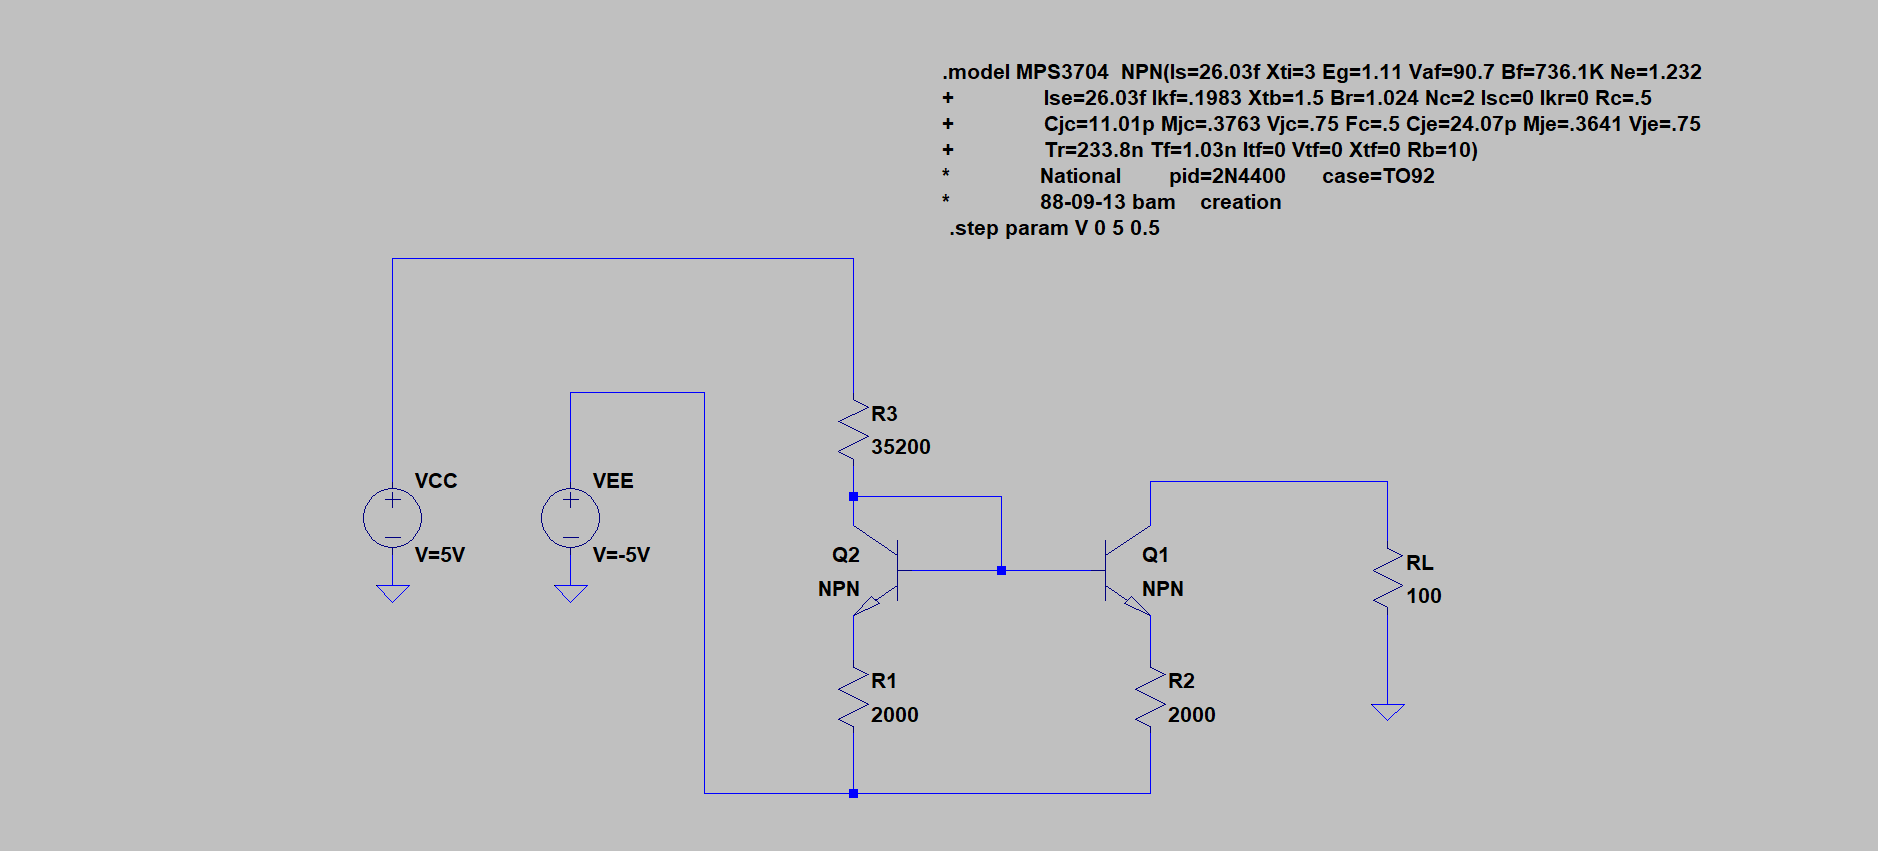 .model MPS3704 NPN(Is=26.03f Xti=3 Eg=1.11 Vaf=90.7 Bf=736.1K Ne=1.232
+ Ise=26.03f Ikf=.1983 Xtb=1.5 Br=1.024 Nc=2 Isc=0 Ikr=0 Rc=.5
+ Cjc=11.01p Mjc=.3763 Vjc=.75 Fc=.5 Cje=24.07p Mje=.3641 Vje=.75
+ Tr=233.8n Tf=1.03n Itf=0 Vtf=0 Xtf=0 Rb=10)
* National pid=2N4400 case=TO92
* 88-09-13 bam creation
.step param V 0 5 0.5
R3
35200
VCC
V=5V
VEE
V=-5V
Q2
NPN
Q1
NPN
RL
100
R1
2000
R2
2000